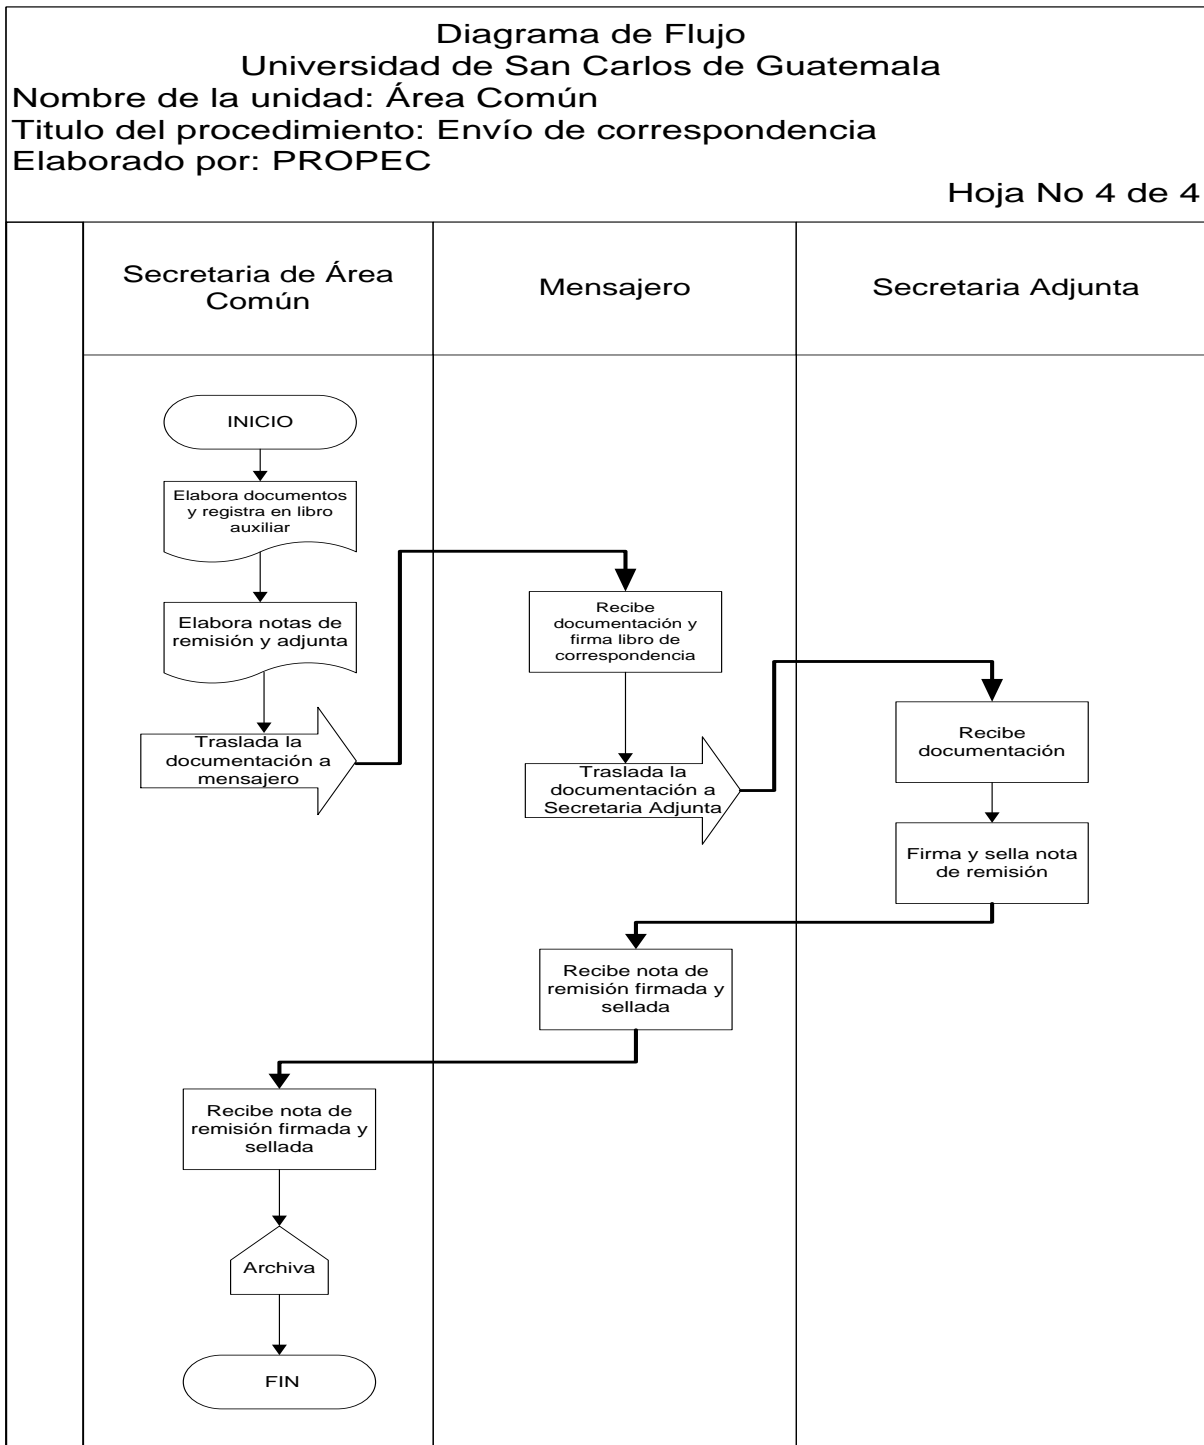 Diagrama de Flujo
Universidad de San Carlos de Guatemala
Nombre de la unidad: Área Común
Titulo del procedimiento: Envío de correspondencia
Elaborado por: PROPEC
Hoja No 4 de 4
Secretaria de Área
Común
Mensajero
Secretaria Adjunta
INICIO
Elabora documentos
y registra en libro
auxiliar
Elabora notas de
remisión y adjunta
Traslada la
documentación a
mensajero
Recibe
documentación y
firma libro de
correspondencia
Traslada la
documentación a
Secretaria Adjunta
Recibe
documentación
Firma y sella nota
de remisión
Recibe nota de
remisión firmada y
sellada
Recibe nota de
remisión firmada y
sellada
Archiva
FIN